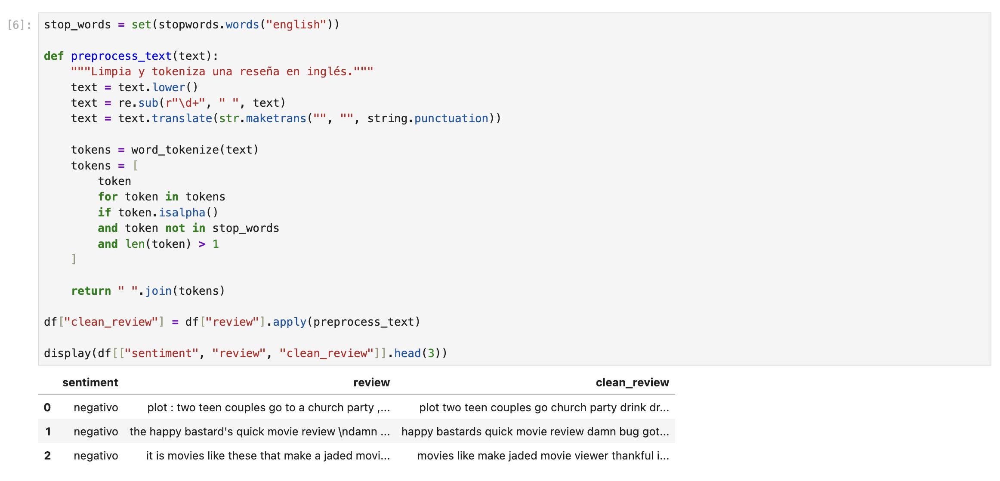 [6]: stop_words = set(stopwords.words("english"))
def preprocess_text(text):
    """Limpia y tokeniza una reseña en inglés."""
    text = text.lower()
    text = re.sub(r"\d+", " ", text)
    text = text.translate(str.maketrans("", "", string.punctuation))
    tokens = word_tokenize(text)
    tokens = [
        token
        for token in tokens
        if token.isalpha()
        and token not in stop_words
        and len(token) > 1
    ]
    return " ".join(tokens)
df["clean_review"] = df["review"].apply(preprocess_text)
display(df[["sentiment", "review", "clean_review"]].head(3))
sentiment review clean_review
0 negativo plot : two teen couples go to a church party ,... plot two teen couples go church party drink dr...
1 negativo the happy bastard's quick movie review \ndamn ... happy bastards quick movie review damn bug got...
2 negativo it is movies like these that make a jaded movi... movies like make jaded movie viewer thankful i...